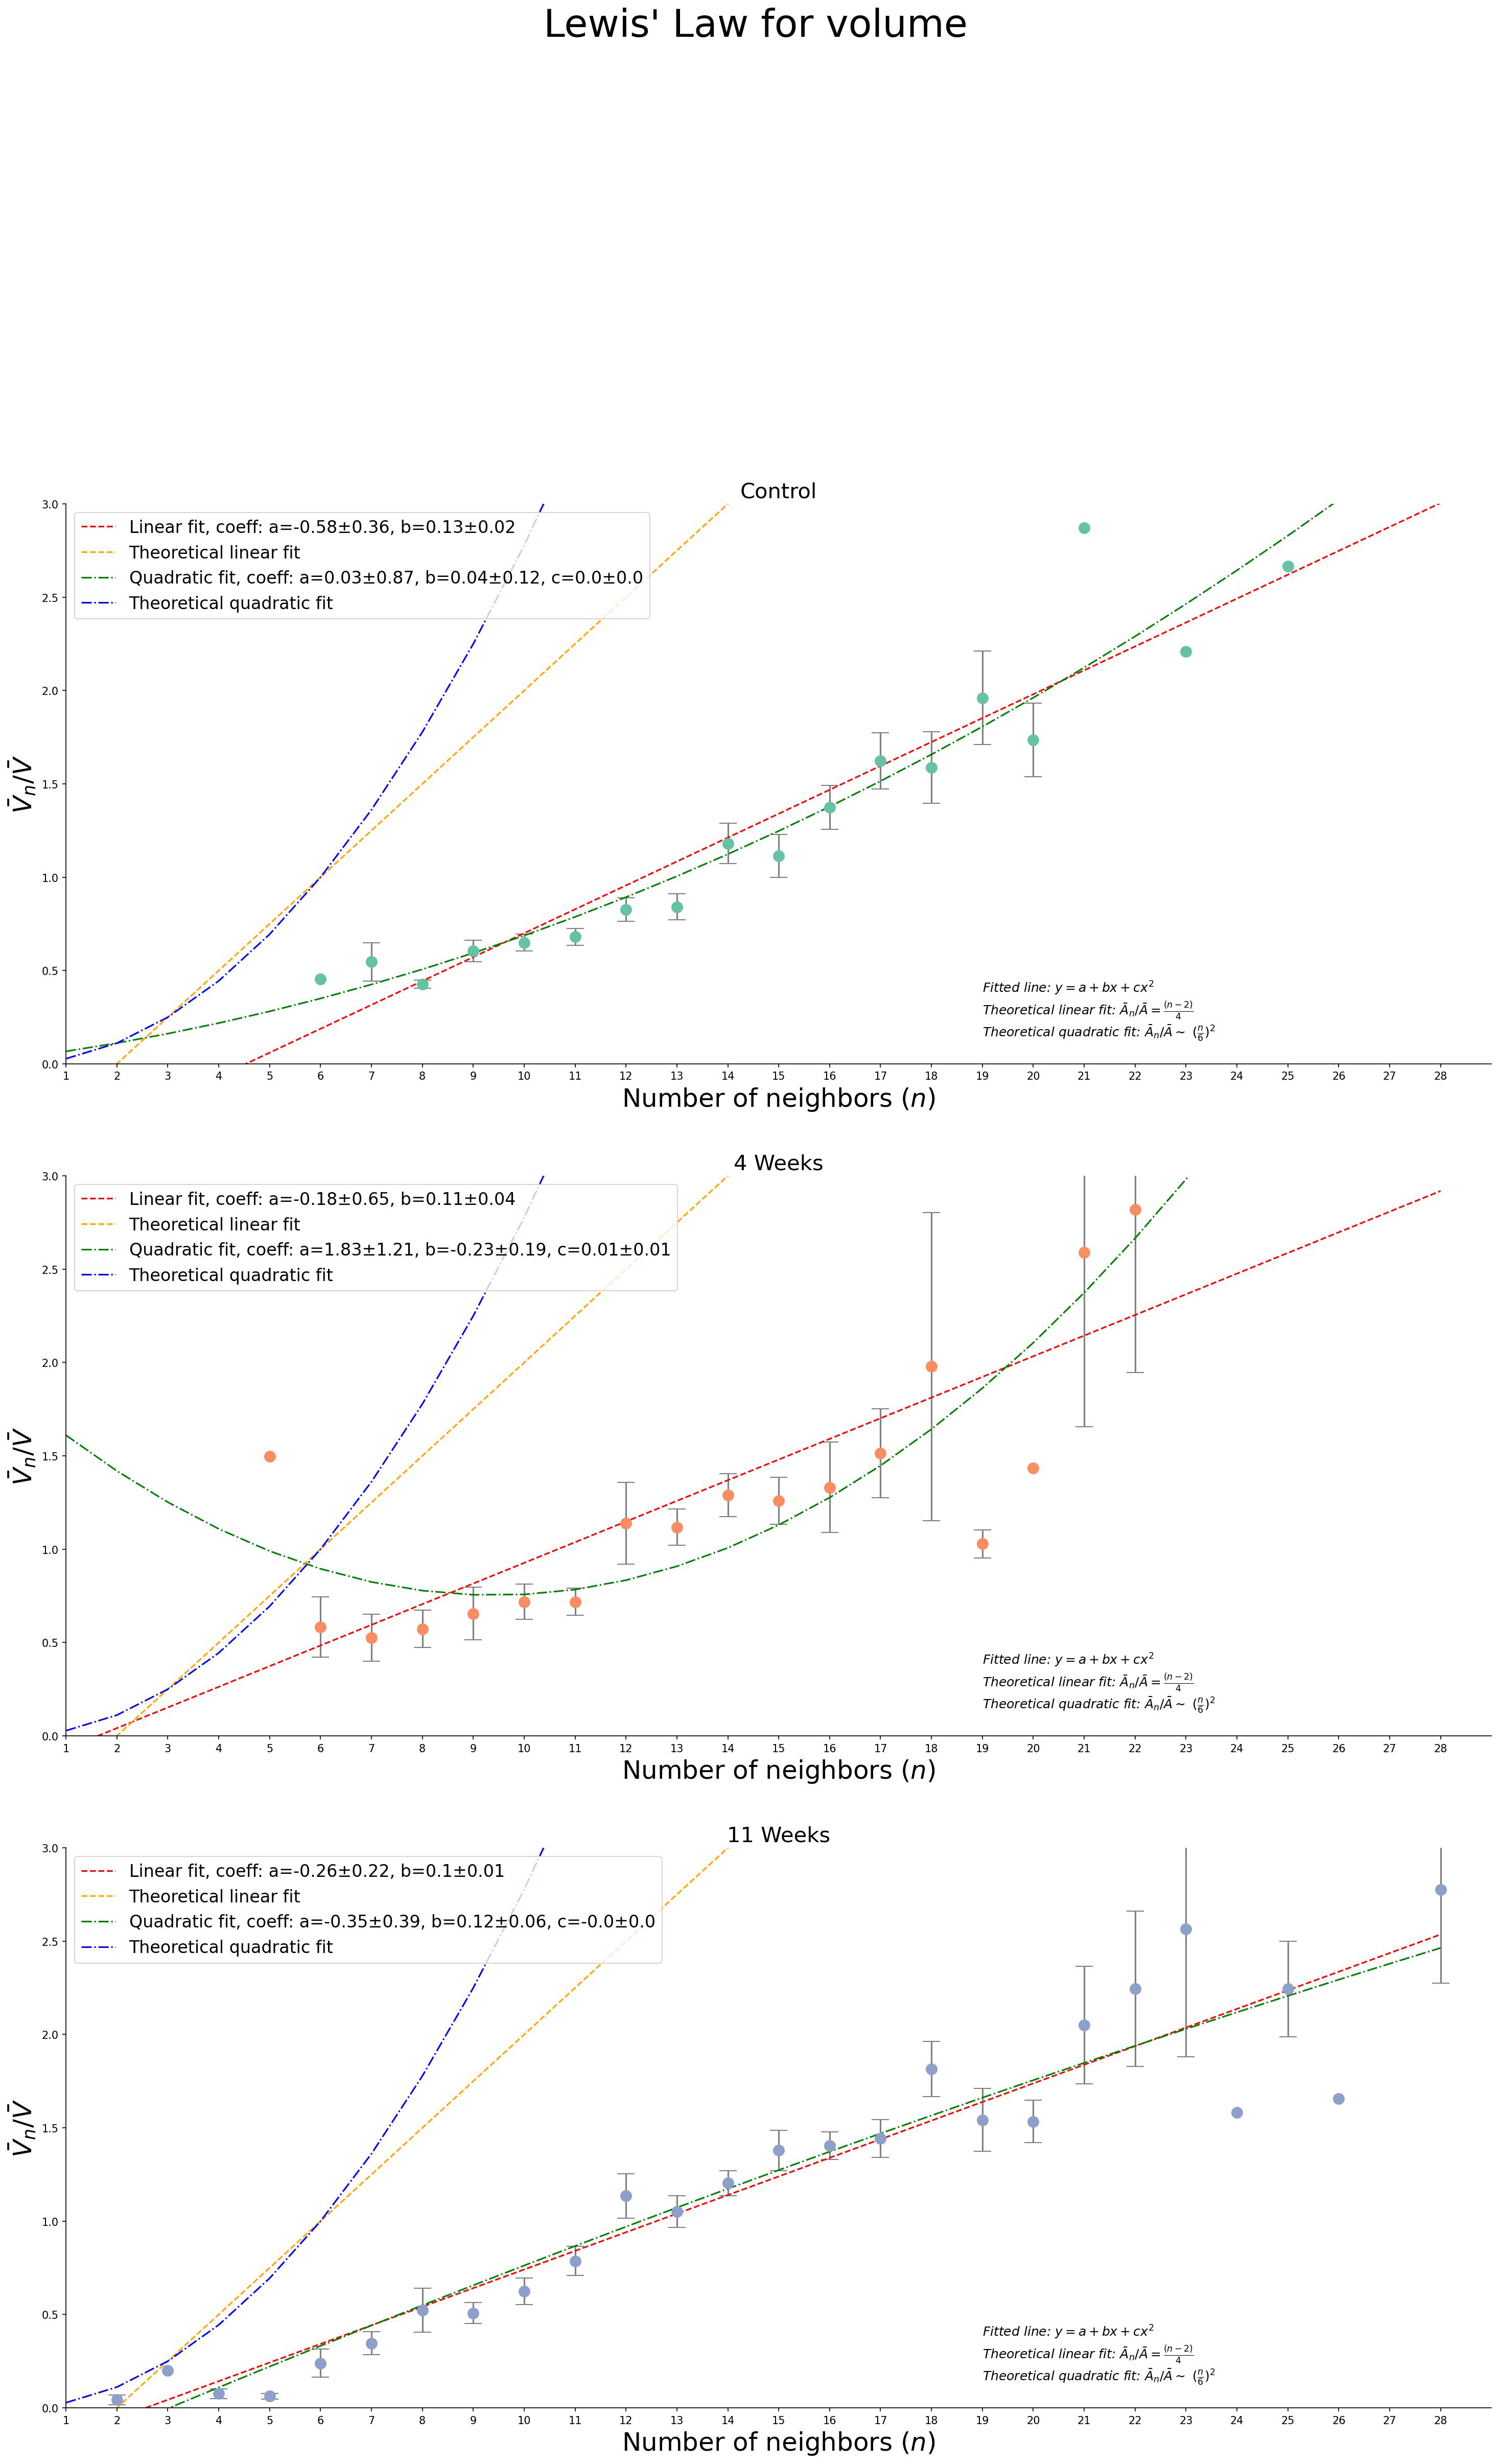 Lewis' Law for volume
Control
Linear fit, coeff: a=-0.58±0.36, b=0.13±0.02
Theoretical linear fit
Quadratic fit, coeff: a=0.03±0.87, b=0.04±0.12, c=0.0±0.0
Theoretical quadratic fit
3.0
2.5
2.0
1.5
1.0
0.5
0.0
V̄ₙ/V̄
Fitted line: y = a + bx + cx²
Theoretical linear fit: Āₙ/Ā = (n−2)/4
Theoretical quadratic fit: Āₙ/Ā ∼ (n/6)²
1 2 3 4 5 6 7 8 9 10 11 12 13 14 15 16 17 18 19 20 21 22 23 24 25 26 27 28
Number of neighbors (n)
4 Weeks
Linear fit, coeff: a=-0.18±0.65, b=0.11±0.04
Theoretical linear fit
Quadratic fit, coeff: a=1.83±1.21, b=-0.23±0.19, c=0.01±0.01
Theoretical quadratic fit
3.0
2.5
2.0
1.5
1.0
0.5
0.0
V̄ₙ/V̄
Fitted line: y = a + bx + cx²
Theoretical linear fit: Āₙ/Ā = (n−2)/4
Theoretical quadratic fit: Āₙ/Ā ∼ (n/6)²
1 2 3 4 5 6 7 8 9 10 11 12 13 14 15 16 17 18 19 20 21 22 23 24 25 26 27 28
Number of neighbors (n)
11 Weeks
Linear fit, coeff: a=-0.26±0.22, b=0.1±0.01
Theoretical linear fit
Quadratic fit, coeff: a=-0.35±0.39, b=0.12±0.06, c=-0.0±0.0
Theoretical quadratic fit
3.0
2.5
2.0
1.5
1.0
0.5
0.0
V̄ₙ/V̄
Fitted line: y = a + bx + cx²
Theoretical linear fit: Āₙ/Ā = (n−2)/4
Theoretical quadratic fit: Āₙ/Ā ∼ (n/6)²
1 2 3 4 5 6 7 8 9 10 11 12 13 14 15 16 17 18 19 20 21 22 23 24 25 26 27 28
Number of neighbors (n)